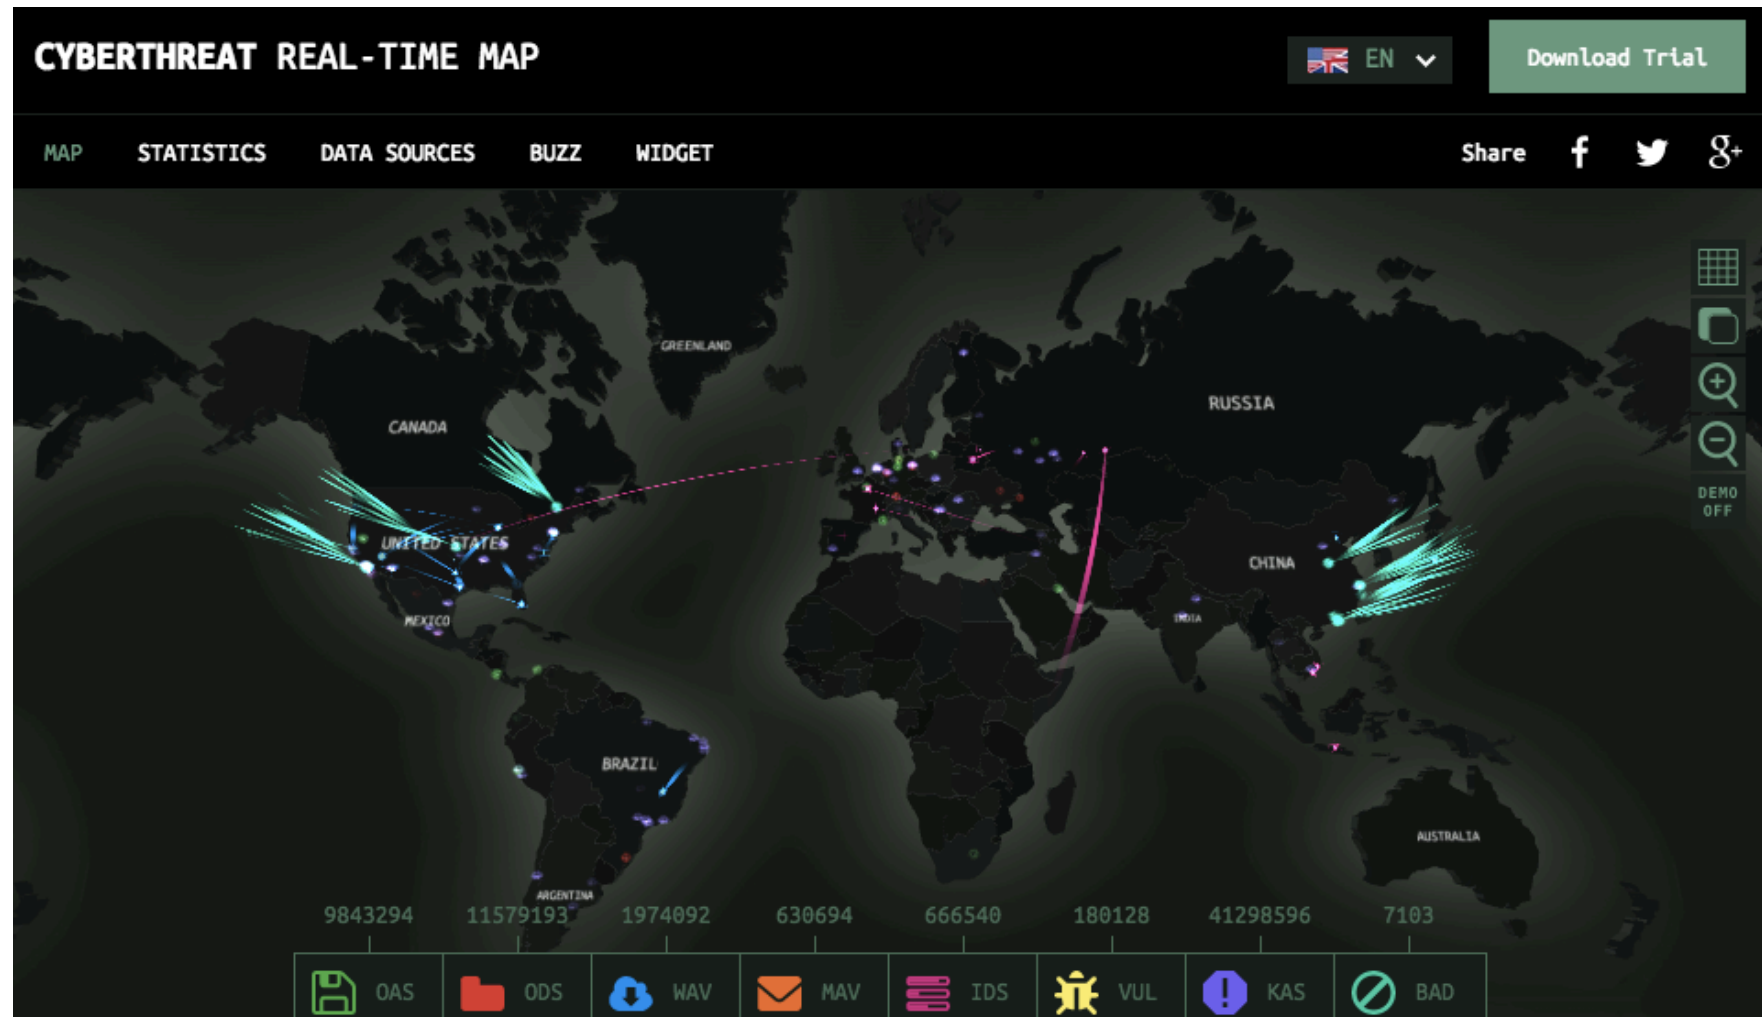 CYBERTHREAT REAL-TIME MAP
EN
Download Trial
MAP STATISTICS DATA SOURCES BUZZ WIDGET
Share f g+
GREENLAND
RUSSIA
CANADA
DEMO
OFF
UNITED STATES
CHINA
MEXICO
INDIA
BRAZIL
AUSTRALIA
ARGENTINA
9843294 11579193 1974092 630694 666540 180128 41298596 7103
OAS ODS WAV MAV IDS VUL KAS BAD